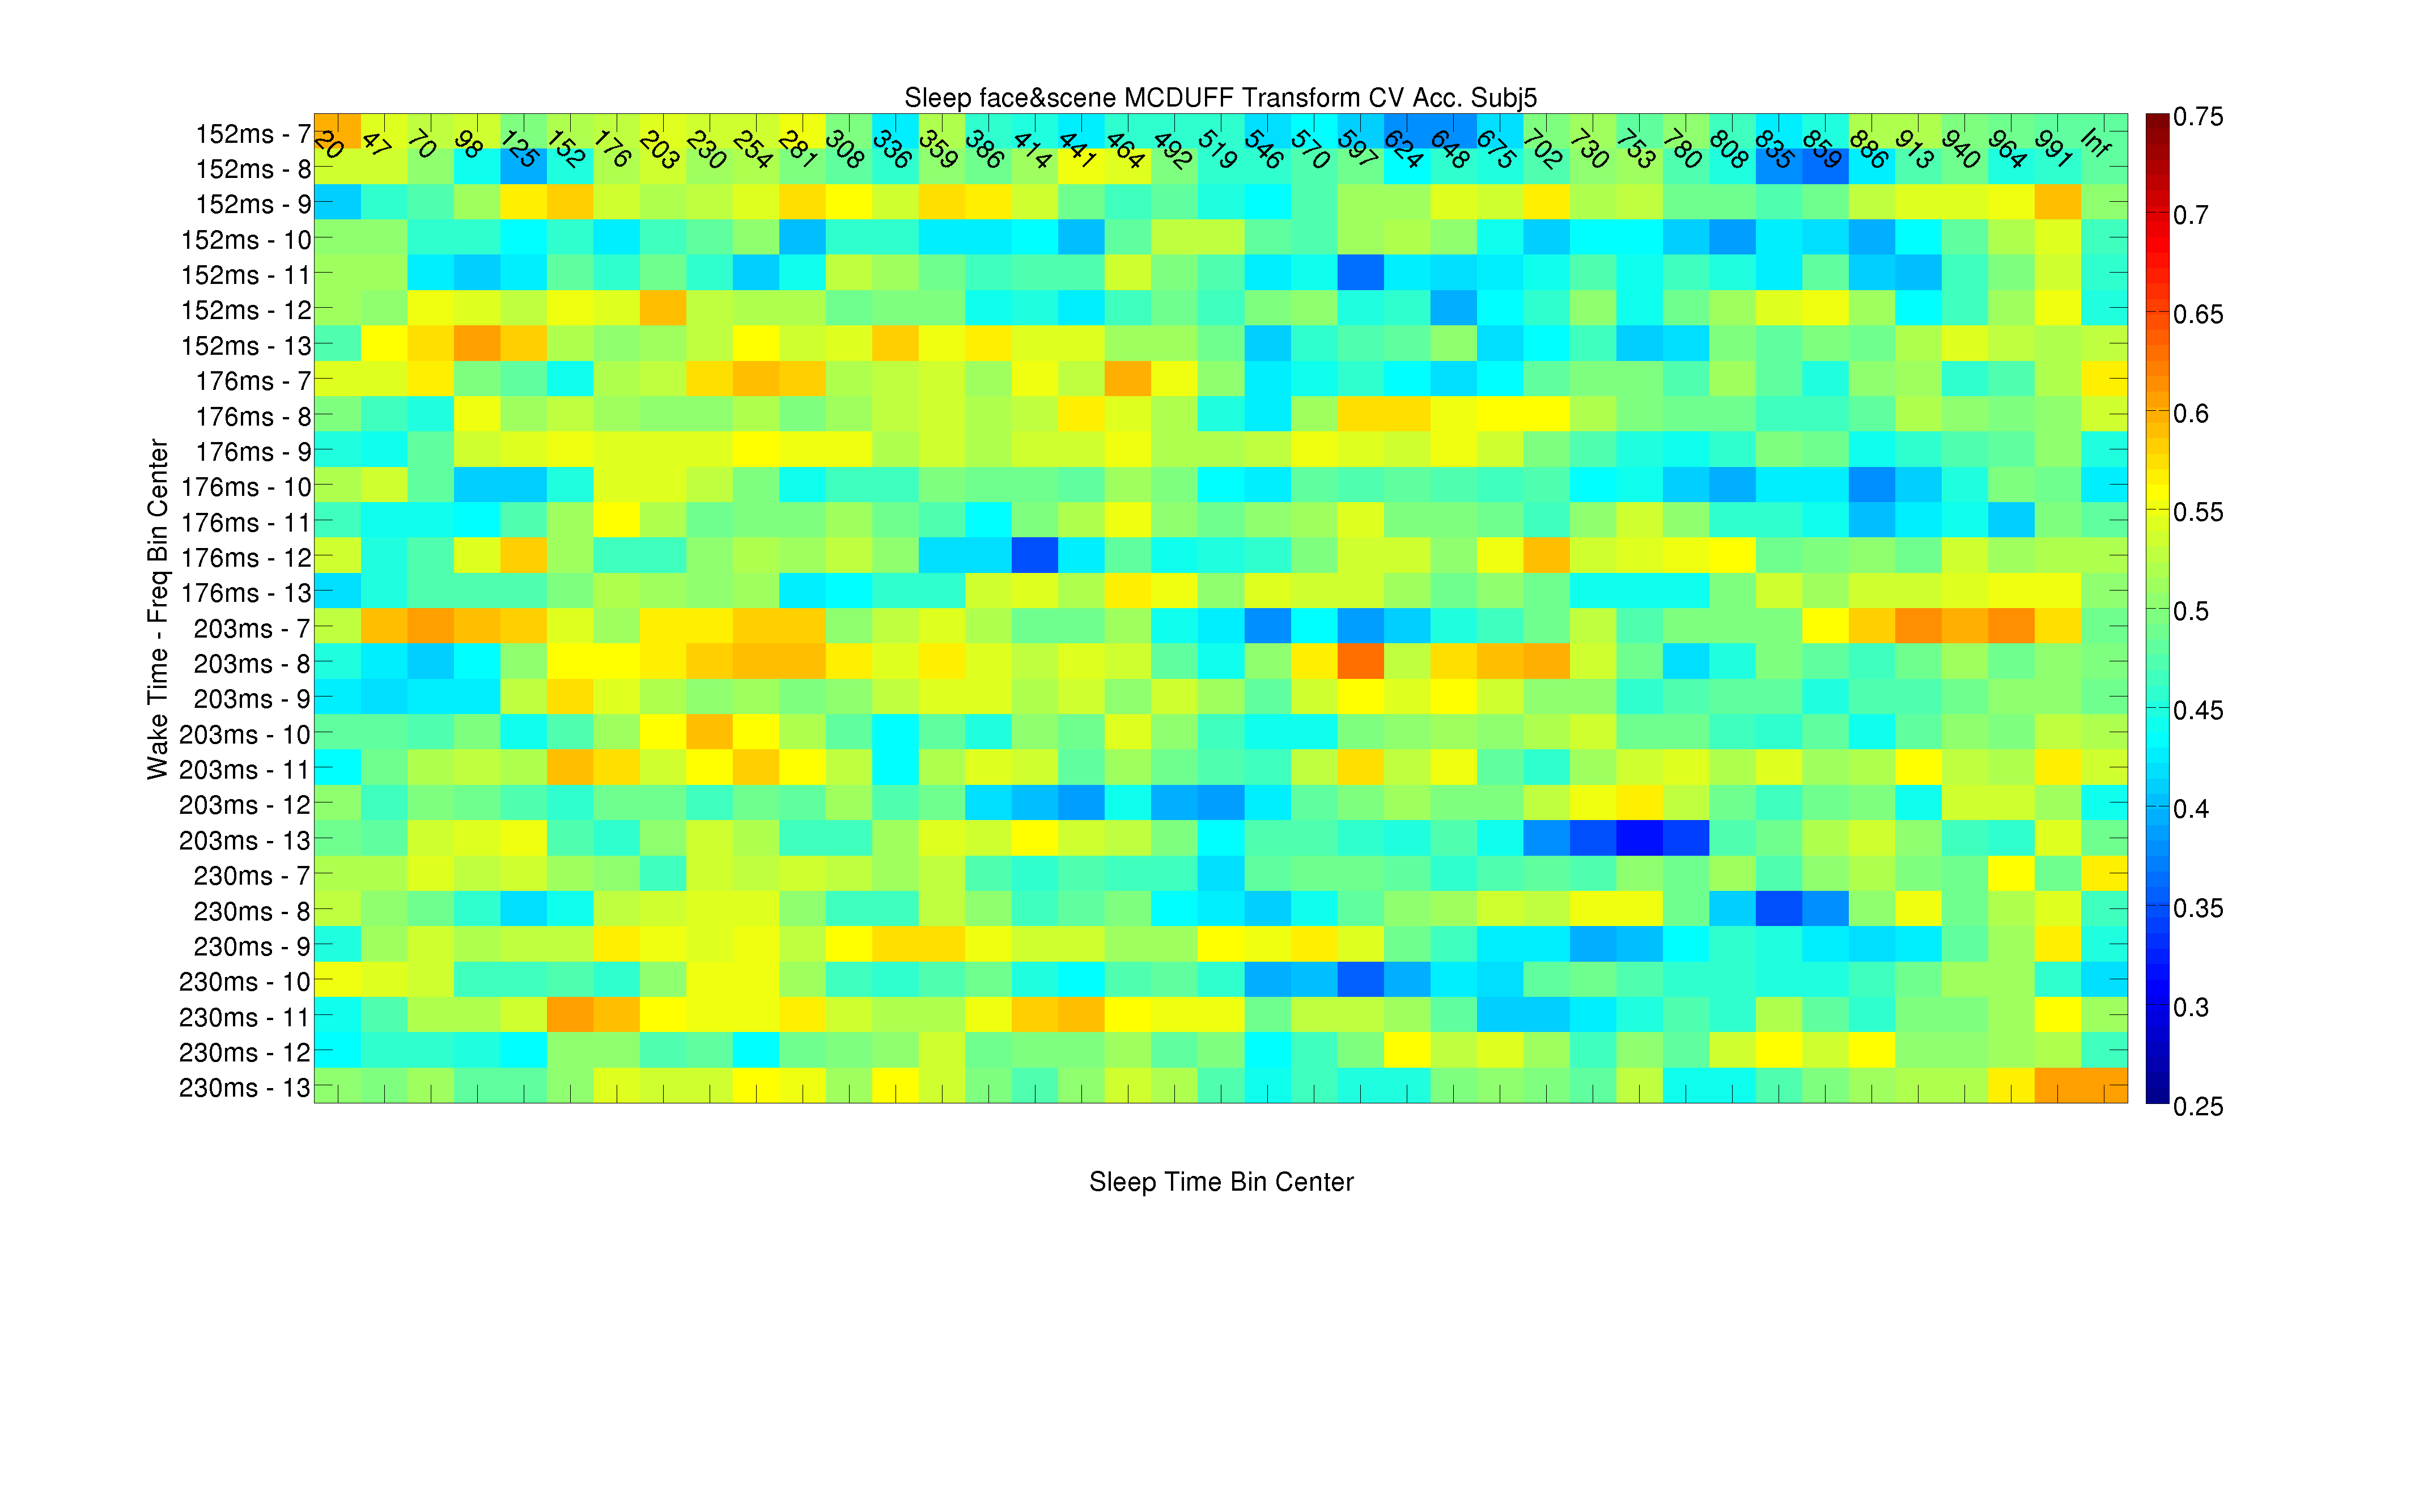 Sleep face&scene MCDUFF Transform CV Acc. Subj5
20 47 70 98 125 152 176 203 230 254 281 308 336 359 386 414 441 464 492 519 546 570 597 624 648 675 702 730 753 780 808 835 859 886 913 940 964 991 Inf
Wake Time - Freq Bin Center
152ms - 7
152ms - 8
152ms - 9
152ms - 10
152ms - 11
152ms - 12
152ms - 13
176ms - 7
176ms - 8
176ms - 9
176ms - 10
176ms - 11
176ms - 12
176ms - 13
203ms - 7
203ms - 8
203ms - 9
203ms - 10
203ms - 11
203ms - 12
203ms - 13
230ms - 7
230ms - 8
230ms - 9
230ms - 10
230ms - 11
230ms - 12
230ms - 13
0.75
0.7
0.65
0.6
0.55
0.5
0.45
0.4
0.35
0.3
0.25
Sleep Time Bin Center